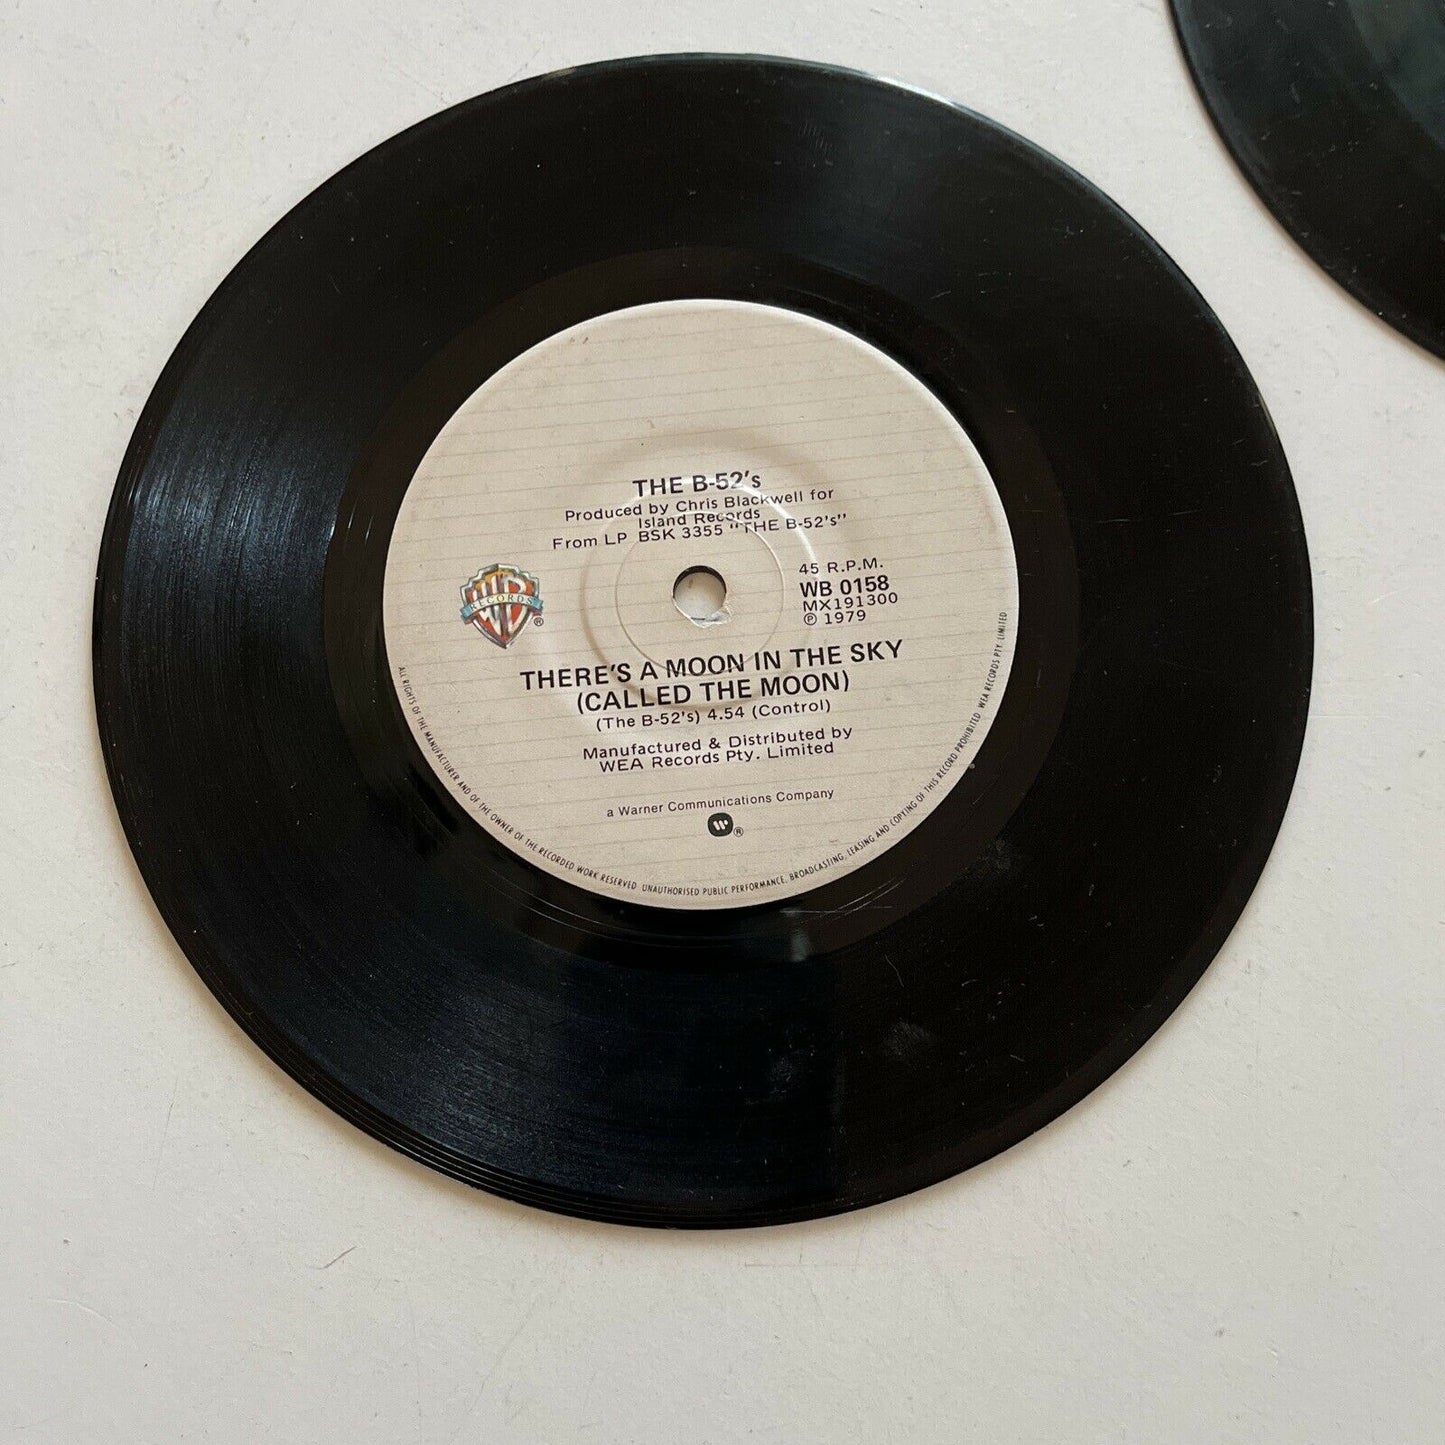 THE B-52's
Produced by Chris Blackwell for
Island Records
From LP BSK 3355 "THE B-52's"
45 R.P.M.
WB 0158
MX191300
℗ 1979
WB
RECORDS
®
THERE'S A MOON IN THE SKY
(CALLED THE MOON)
(The B-52's) 4.54 (Control)
Manufactured & Distributed by
WEA Records Pty. Limited
a Warner Communications Company
®
ALL RIGHTS OF THE MANUFACTURER AND OF THE OWNER OF THE RECORDED WORK RESERVED UNAUTHORISED PUBLIC PERFORMANCE, BROADCASTING, LEASING AND COPYING OF THIS RECORD PROHIBITED. WEA RECORDS PTY. LIMITED